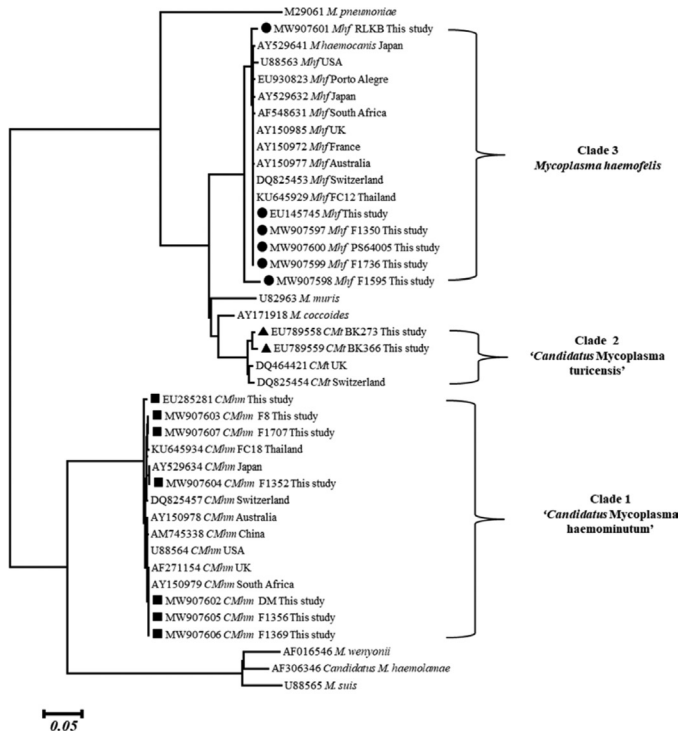 M29061 M. pneumoniae
MW907601 Mhf RLKB This study
AY529641 M haemocanis Japan
U88563 Mhf USA
EU930823 Mhf Porto Alegre
AY529632 Mhf Japan
AF548631 Mhf South Africa
AY150985 Mhf UK
AY150972 Mhf France
AY150977 Mhf Australia
DQ825453 Mhf Switzerland
KU645929 Mhf FC12 Thailand
EU145745 Mhf This study
MW907597 Mhf F1350 This study
MW907600 Mhf PS64005 This study
MW907599 Mhf F1736 This study
MW907598 Mhf F1595 This study
Clade 3
Mycoplasma haemofelis
U82963 M. muris
AY171918 M. coccoides
EU789558 CMt BK273 This study
EU789559 CMt BK366 This study
DQ464421 CMt UK
DQ825454 CMt Switzerland
Clade 2
‘Candidatus Mycoplasma
turicensis’
EU285281 CMhm This study
MW907603 CMhm F8 This study
MW907607 CMhm F1707 This study
KU645934 CMhm FC18 Thailand
AY529634 CMhm Japan
MW907604 CMhm F1352 This study
DQ825457 CMhm Switzerland
AY150978 CMhm Australia
AM745338 CMhm China
U88564 CMhm USA
AF271154 CMhm UK
AY150979 CMhm South Africa
MW907602 CMhm DM This study
MW907605 CMhm F1356 This study
MW907606 CMhm F1369 This study
Clade 1
‘Candidatus Mycoplasma
haemominutum’
AF016546 M. wenyonii
AF306346 Candidatus M. haemolamae
U88565 M. suis
0.05